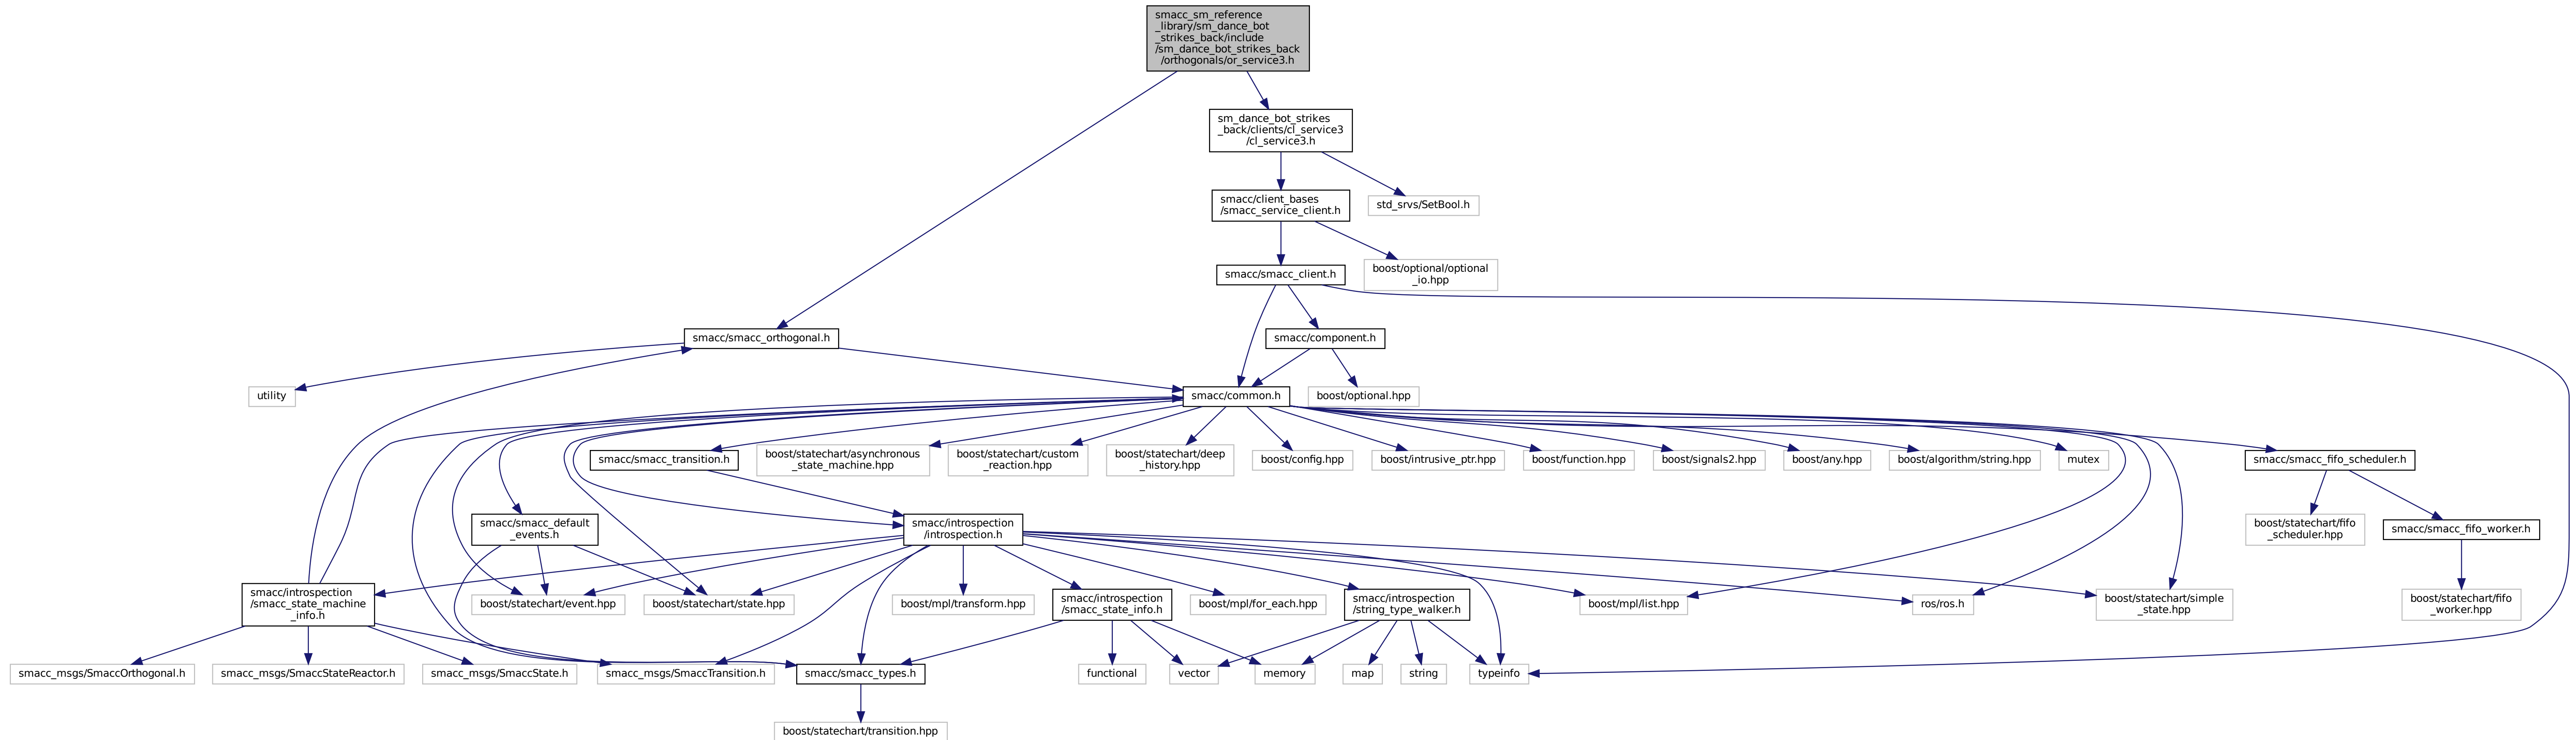 smacc_sm_reference
_library/sm_dance_bot
_strikes_back/include
/sm_dance_bot_strikes_back
/orthogonals/or_service3.h
sm_dance_bot_strikes
_back/clients/cl_service3
/cl_service3.h
smacc/client_bases
/smacc_service_client.h
std_srvs/SetBool.h
smacc/smacc_client.h
boost/optional/optional
_io.hpp
smacc/smacc_orthogonal.h
smacc/component.h
utility
smacc/common.h
boost/optional.hpp
smacc/smacc_transition.h
boost/statechart/asynchronous
_state_machine.hpp
boost/statechart/custom
_reaction.hpp
boost/statechart/deep
_history.hpp
boost/config.hpp
boost/intrusive_ptr.hpp
boost/function.hpp
boost/signals2.hpp
boost/any.hpp
boost/algorithm/string.hpp
mutex
smacc/smacc_fifo_scheduler.h
smacc/smacc_default
_events.h
smacc/introspection
/introspection.h
boost/statechart/fifo
_scheduler.hpp
smacc/smacc_fifo_worker.h
smacc/introspection
/smacc_state_machine
_info.h
boost/statechart/event.hpp
boost/statechart/state.hpp
boost/mpl/transform.hpp
smacc/introspection
/smacc_state_info.h
boost/mpl/for_each.hpp
smacc/introspection
/string_type_walker.h
boost/mpl/list.hpp
ros/ros.h
boost/statechart/simple
_state.hpp
boost/statechart/fifo
_worker.hpp
smacc_msgs/SmaccOrthogonal.h
smacc_msgs/SmaccStateReactor.h
smacc_msgs/SmaccState.h
smacc_msgs/SmaccTransition.h
smacc/smacc_types.h
functional
vector
memory
map
string
typeinfo
boost/statechart/transition.hpp